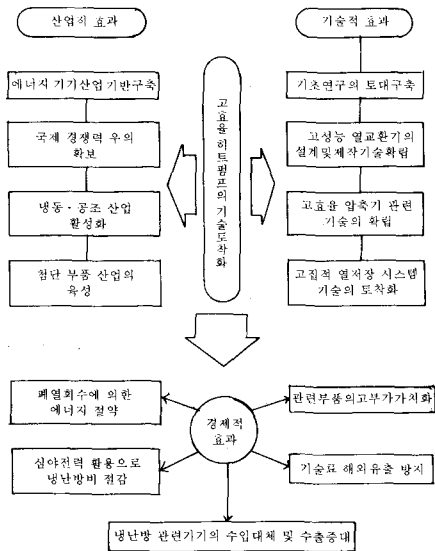 산업적 효과
에너지 기기산업기반구축
국제 경쟁력 우의
확보
냉동·공조 산업
활성화
첨단 부품 산업의
육성
고효율 히트펌프의 기술토착화
기술적 효과
기초연구의 토대구축
고성능 열교환기의
설계및제작기술확립
고효율 압축기 관련
기술의 확립
고집적 열저장 시스템
기술의 토착화
폐열회수에 의한
에너지 절약
심야전력 활용으로
냉난방비 절감
경제적
효과
관련부품의고부가가치화
기술료 해외유출 방지
냉난방 관련기기의 수입대체 및 수출증대